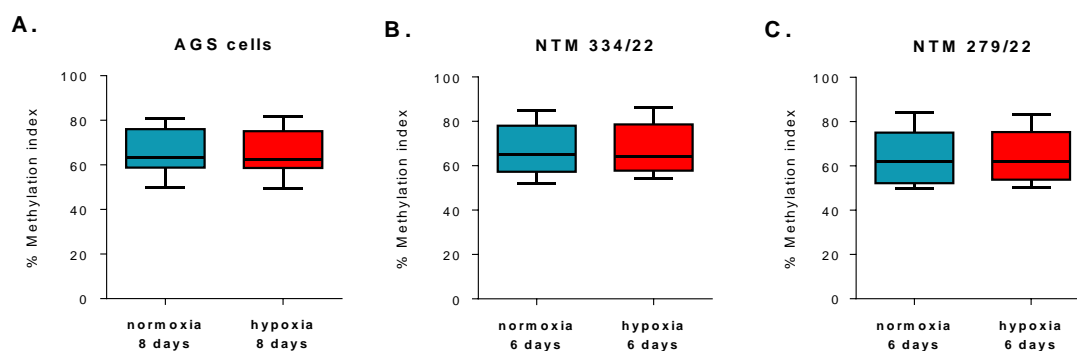 A.
AGS cells
% Methylation index
100
80
60
40
20
0
normoxia
8 days
hypoxia
8 days
B.
NTM 334/22
% Methylation index
100
80
60
40
20
0
normoxia
6 days
hypoxia
6 days
C.
NTM 279/22
% Methylation index
100
80
60
40
20
0
normoxia
6 days
hypoxia
6 days